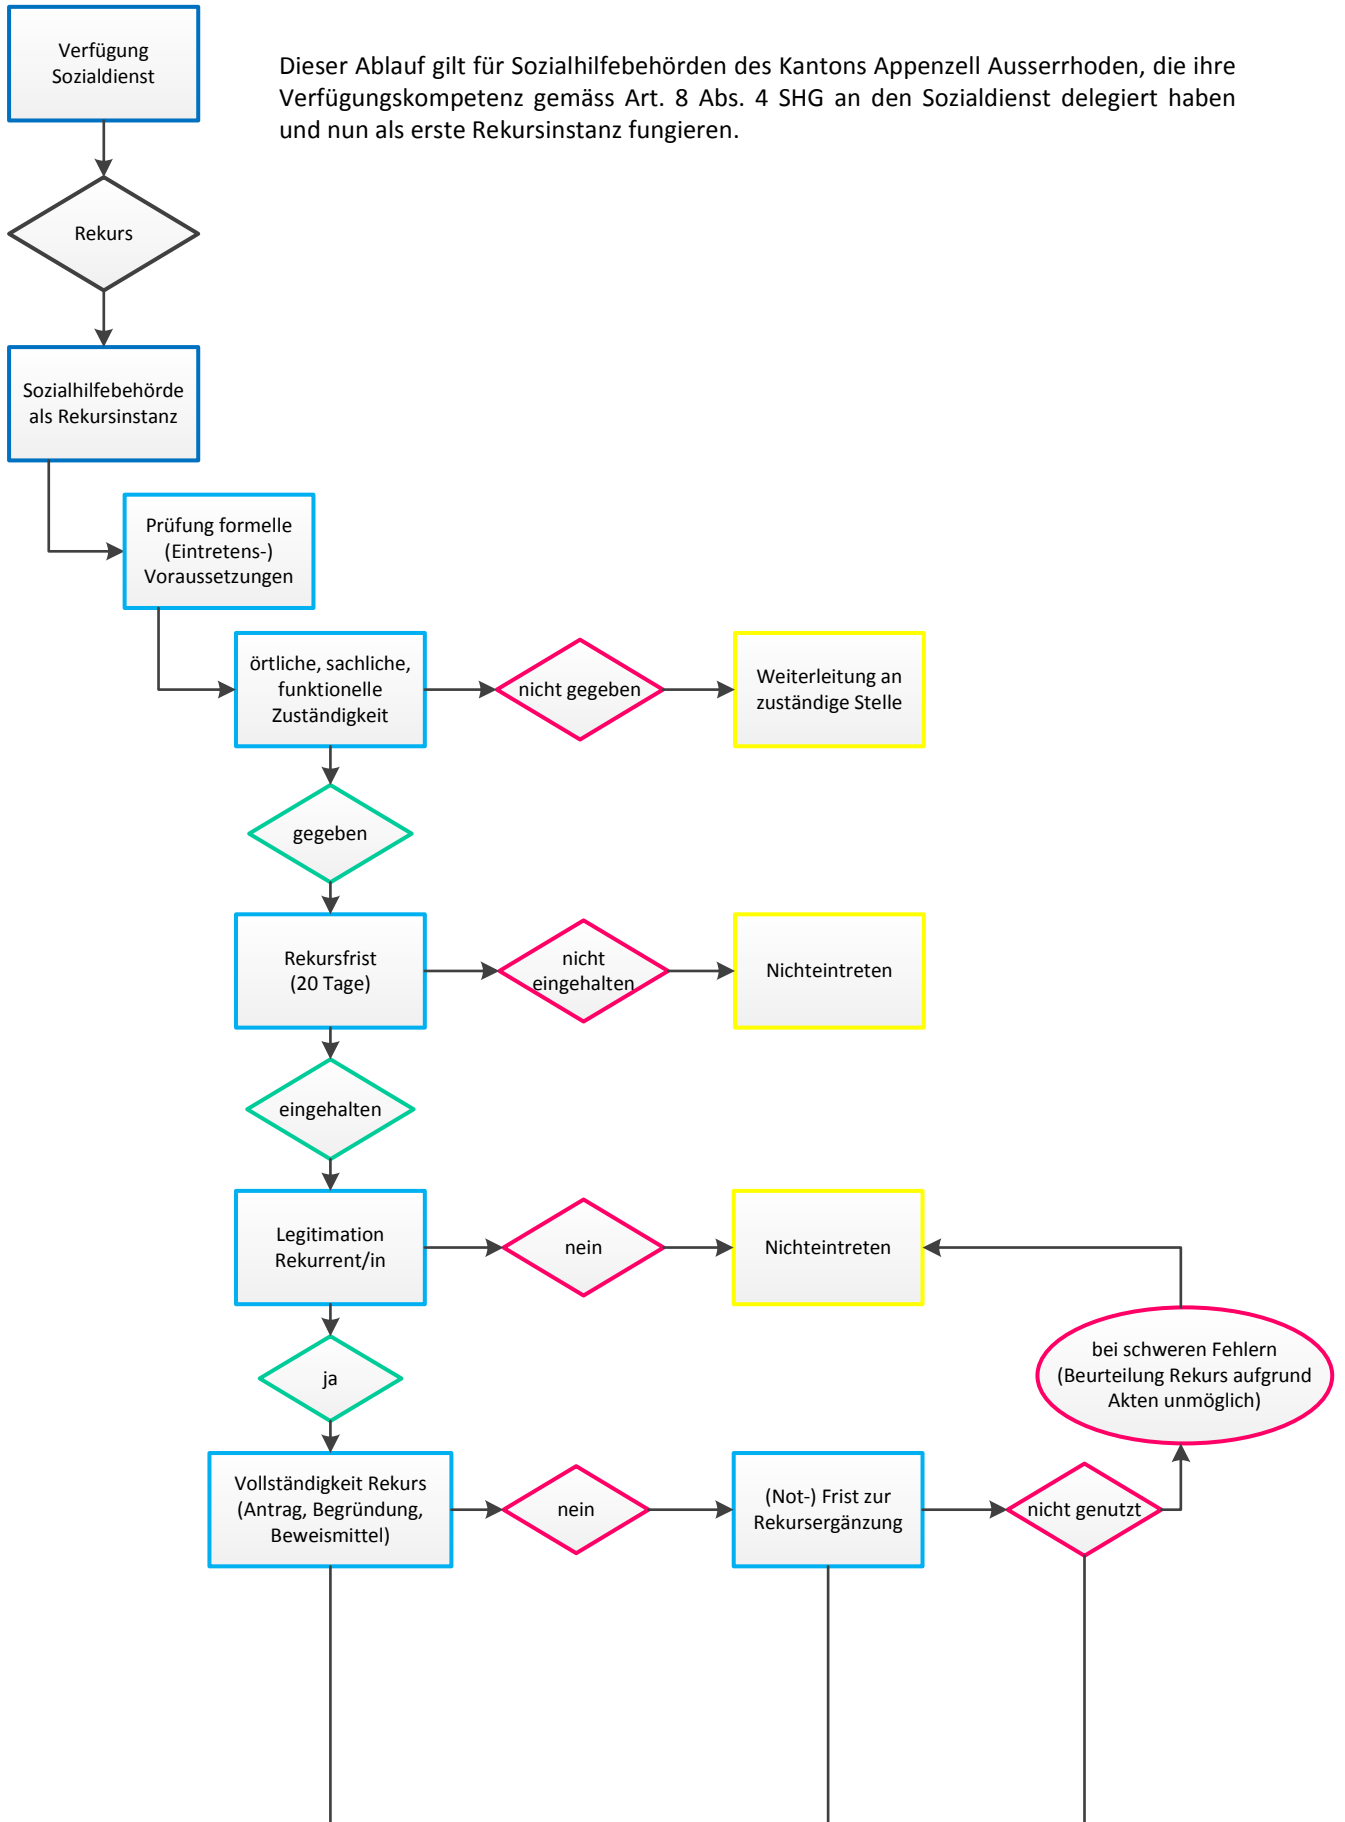 Verfügung
Sozialdienst
Dieser Ablauf gilt für Sozialhilfebehörden des Kantons Appenzell Ausserrhoden, die ihre
Verfügungskompetenz gemäss Art. 8 Abs. 4 SHG an den Sozialdienst delegiert haben
und nun als erste Rekursinstanz fungieren.
Rekurs
Sozialhilfebehörde
als Rekursinstanz
Prüfung formelle
(Eintretens-)
Voraussetzungen
örtliche, sachliche,
funktionelle
Zuständigkeit
nicht gegeben
Weiterleitung an
zuständige Stelle
gegeben
Rekursfrist
(20 Tage)
nicht
eingehalten
Nichteintreten
eingehalten
Legitimation
Rekurrent/in
nein
Nichteintreten
bei schweren Fehlern
(Beurteilung Rekurs aufgrund
Akten unmöglich)
ja
Vollständigkeit Rekurs
(Antrag, Begründung,
Beweismittel)
nein
(Not-) Frist zur
Rekursergänzung
nicht genutzt